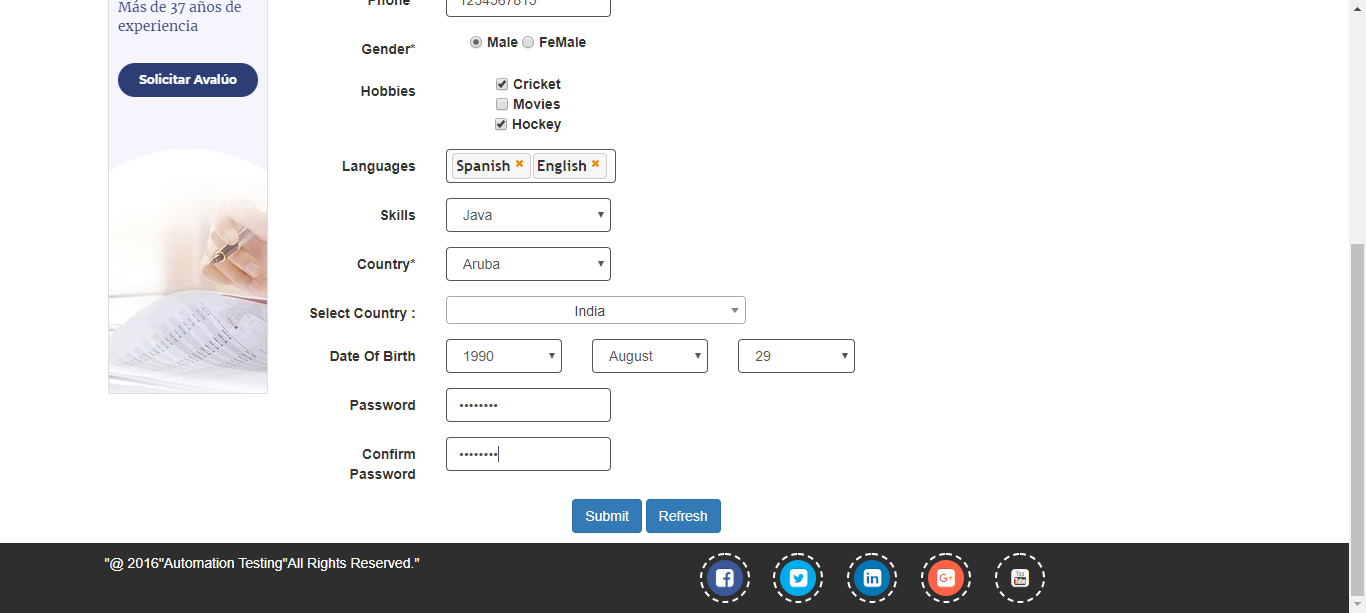 Más de 37 años de
experiencia
Solicitar Avalúo
Phone
1234567815
Gender*
Male FeMale
Hobbies
Cricket
Movies
Hockey
Languages
Spanish English
Skills
Java
Country*
Aruba
Select Country :
India
Date Of Birth
1990 August 29
Password
••••••••
Confirm
Password
••••••••
Submit Refresh
"@ 2016"Automation Testing"All Rights Reserved."
f in G+ You Tube